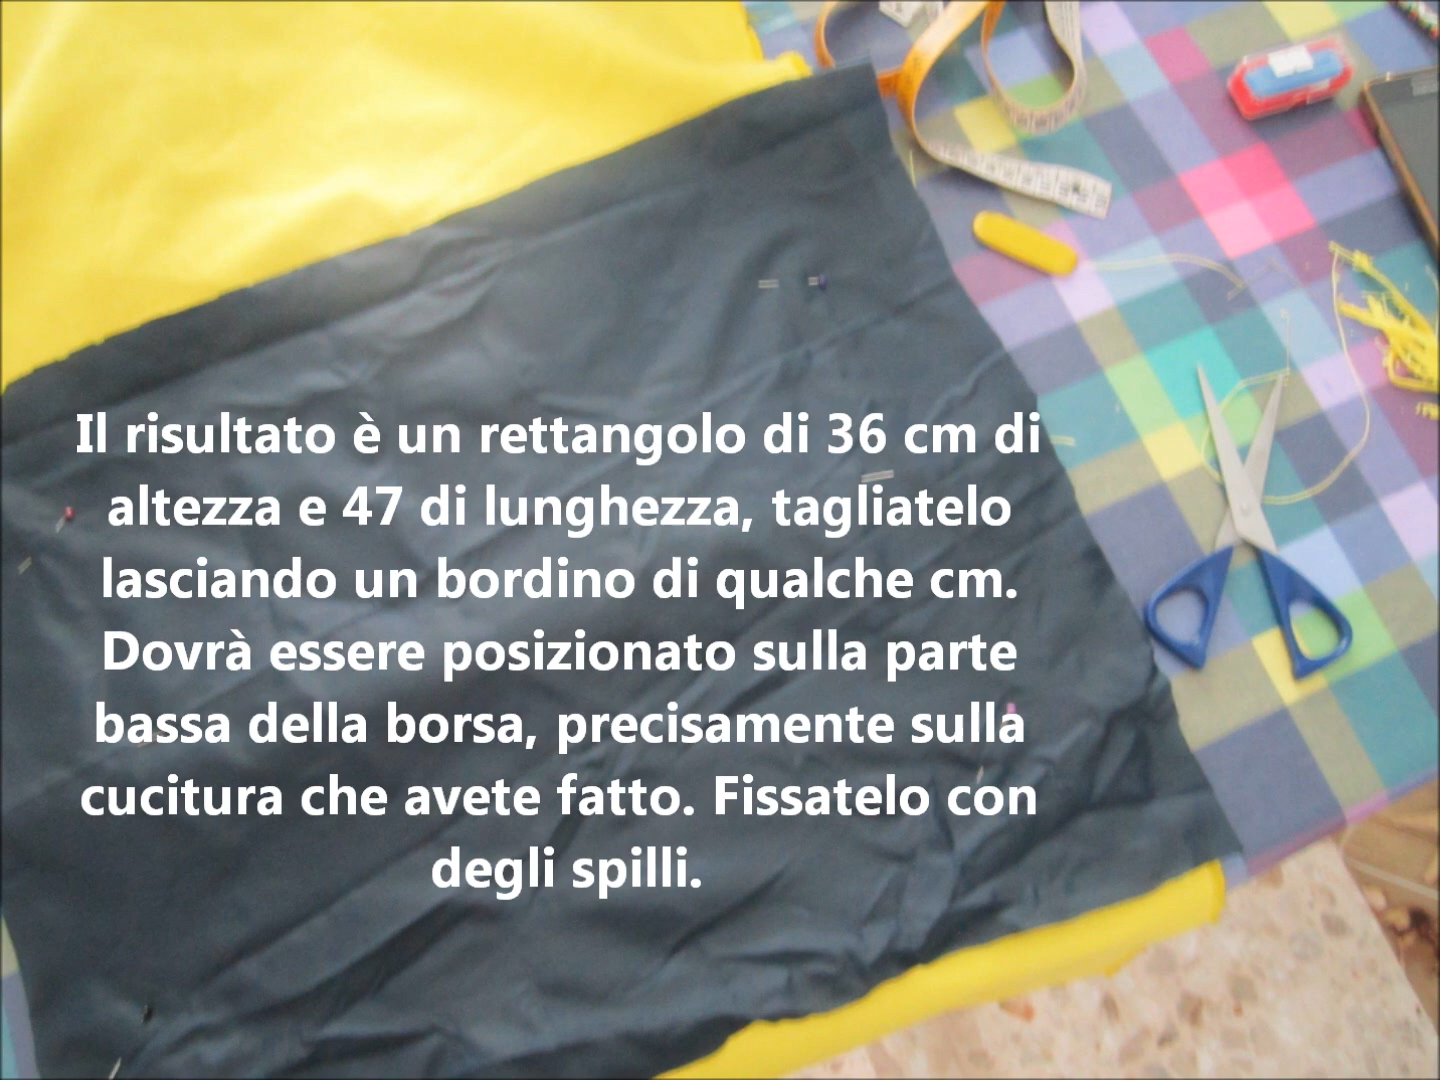 Il risultato è un rettangolo di 36 cm di
altezza e 47 di lunghezza, tagliatelo
lasciando un bordino di qualche cm.
Dovrà essere posizionato sulla parte
bassa della borsa, precisamente sulla
cucitura che avete fatto. Fissatelo con
degli spilli.